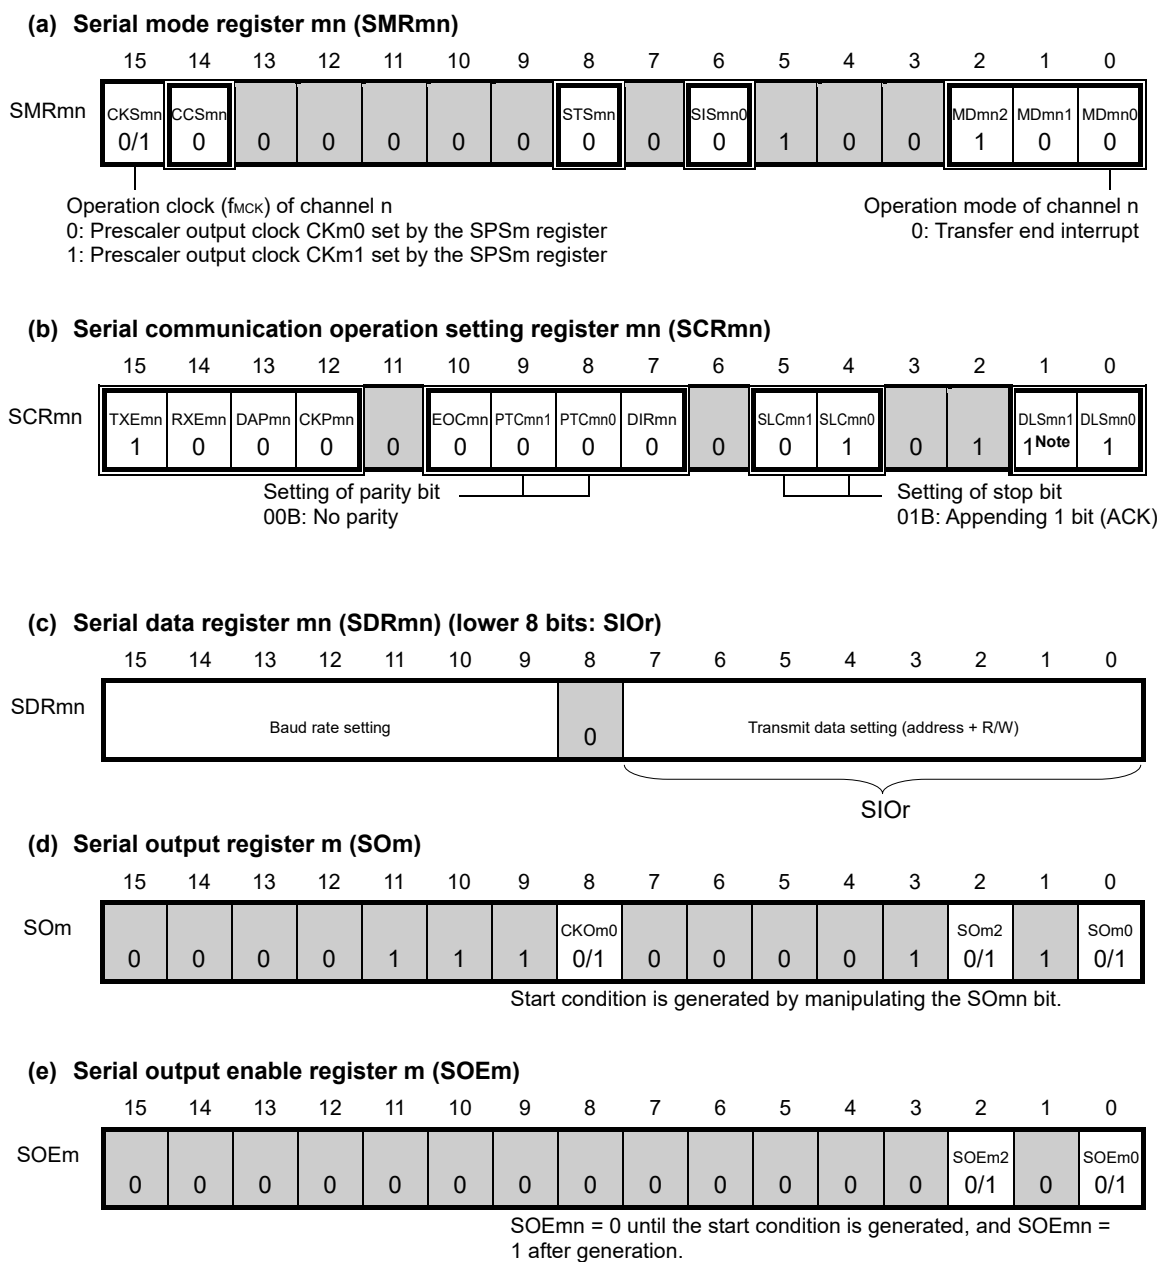 (a) Serial mode register mn (SMRmn)
15 14 13 12 11 10 9 8 7 6 5 4 3 2 1 0
SMRmn CKSmn CCSmn STSmn SISmn0 MDmn2 MDmn1 MDmn0
0/1 0 0 0 0 0 0 0 0 0 1 0 0 1 0 0
Operation clock (fMCK) of channel n
0: Prescaler output clock CKm0 set by the SPSm register
1: Prescaler output clock CKm1 set by the SPSm register
Operation mode of channel n
0: Transfer end interrupt
(b) Serial communication operation setting register mn (SCRmn)
15 14 13 12 11 10 9 8 7 6 5 4 3 2 1 0
SCRmn TXEmn RXEmn DAPmn CKPmn EOCmn PTCmn1 PTCmn0 DIRmn SLCmn1 SLCmn0 DLSmn1 DLSmn0
1 0 0 0 0 0 0 0 0 0 0 1 0 1 1Note 1
Setting of parity bit
00B: No parity
Setting of stop bit
01B: Appending 1 bit (ACK)
(c) Serial data register mn (SDRmn) (lower 8 bits: SIOr)
15 14 13 12 11 10 9 8 7 6 5 4 3 2 1 0
SDRmn Baud rate setting 0 Transmit data setting (address + R/W)
SIOr
(d) Serial output register m (SOm)
15 14 13 12 11 10 9 8 7 6 5 4 3 2 1 0
SOm CKOm0 SOm2 SOm0
0 0 0 0 1 1 1 0/1 0 0 0 0 1 0/1 1 0/1
Start condition is generated by manipulating the SOmn bit.
(e) Serial output enable register m (SOEm)
15 14 13 12 11 10 9 8 7 6 5 4 3 2 1 0
SOEm SOEm2 SOEm0
0 0 0 0 0 0 0 0 0 0 0 0 0 0/1 0 0/1
SOEmn = 0 until the start condition is generated, and SOEmn =
1 after generation.